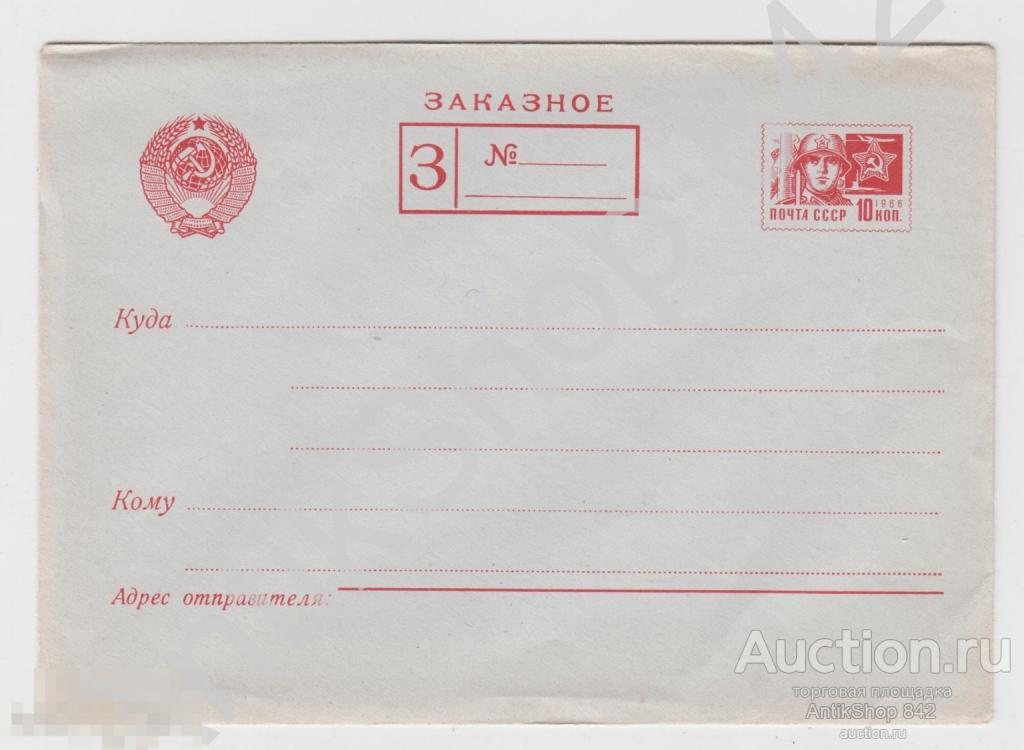 ЗАКАЗНОЕ
З
№
1966
ПОЧТА СССР 10 КОП.
Куда
Кому
Адрес отправителя:
Auction.ru
торговая площадка
AntikShop 842
auction.ru